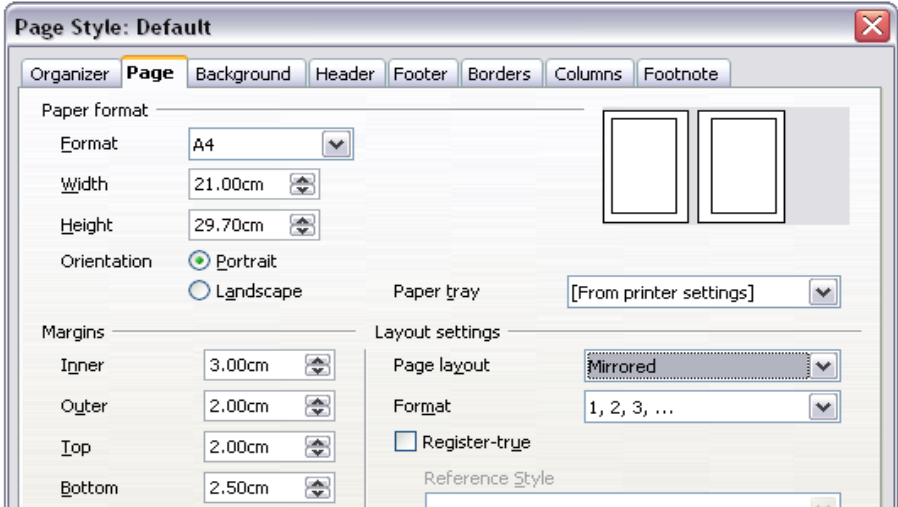 Page Style: Default
Organizer Page Background Header Footer Borders Columns Footnote
Paper format
Format A4
Width 21.00cm
Height 29.70cm
Orientation Portrait
Landscape
Paper tray [From printer settings]
Margins
Inner 3.00cm
Outer 2.00cm
Top 2.00cm
Bottom 2.50cm
Layout settings
Page layout Mirrored
Format 1, 2, 3, ...
Register-true
Reference Style